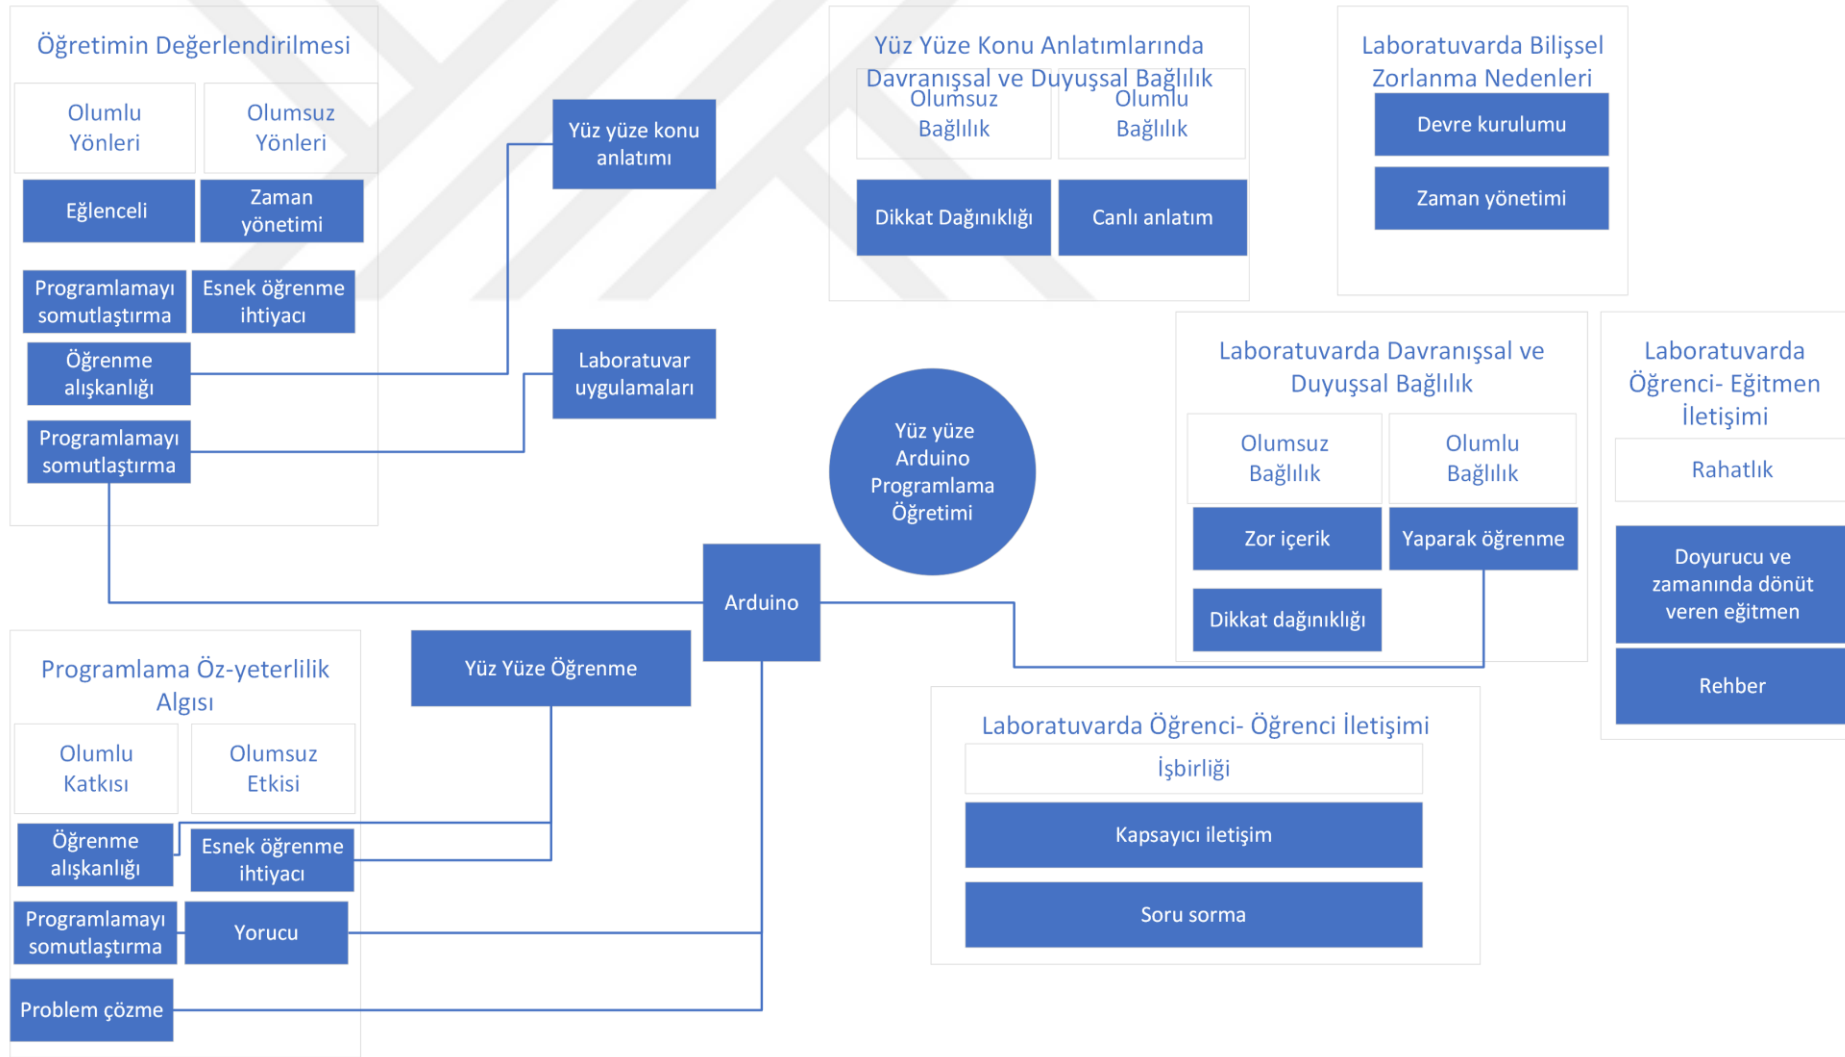 Öğretimin Değerlendirilmesi
Olumlu
Yönleri
Olumsuz
Yönleri
Eğlenceli
Zaman
yönetimi
Programlamayı
somutlaştırma
Esnek öğrenme
ihtiyacı
Öğrenme
alışkanlığı
Programlamayı
somutlaştırma
Yüz yüze konu
anlatımı
Laboratuvar
uygulamaları
Yüz Yüze Konu Anlatımlarında
Davranışsal ve Duyuşsal Bağlılık
Olumsuz
Bağlılık
Olumlu
Bağlılık
Dikkat Dağınıklığı
Canlı anlatım
Laboratuvarda Bilişsel
Zorlanma Nedenleri
Devre kurulumu
Zaman yönetimi
Yüz yüze
Arduino
Programlama
Öğretimi
Arduino
Laboratuvarda Davranışsal ve
Duyuşsal Bağlılık
Olumsuz
Bağlılık
Olumlu
Bağlılık
Zor içerik
Yaparak öğrenme
Dikkat dağınıklığı
Laboratuvarda
Öğrenci- Eğitmen
İletişimi
Rahatlık
Doyurucu ve
zamanında dönüt
veren eğitmen
Rehber
Programlama Öz-yeterlilik
Algısı
Olumlu
Katkısı
Olumsuz
Etkisi
Öğrenme
alışkanlığı
Esnek öğrenme
ihtiyacı
Programlamayı
somutlaştırma
Yorucu
Problem çözme
Yüz Yüze Öğrenme
Laboratuvarda Öğrenci- Öğrenci İletişimi
İşbirliği
Kapsayıcı iletişim
Soru sorma